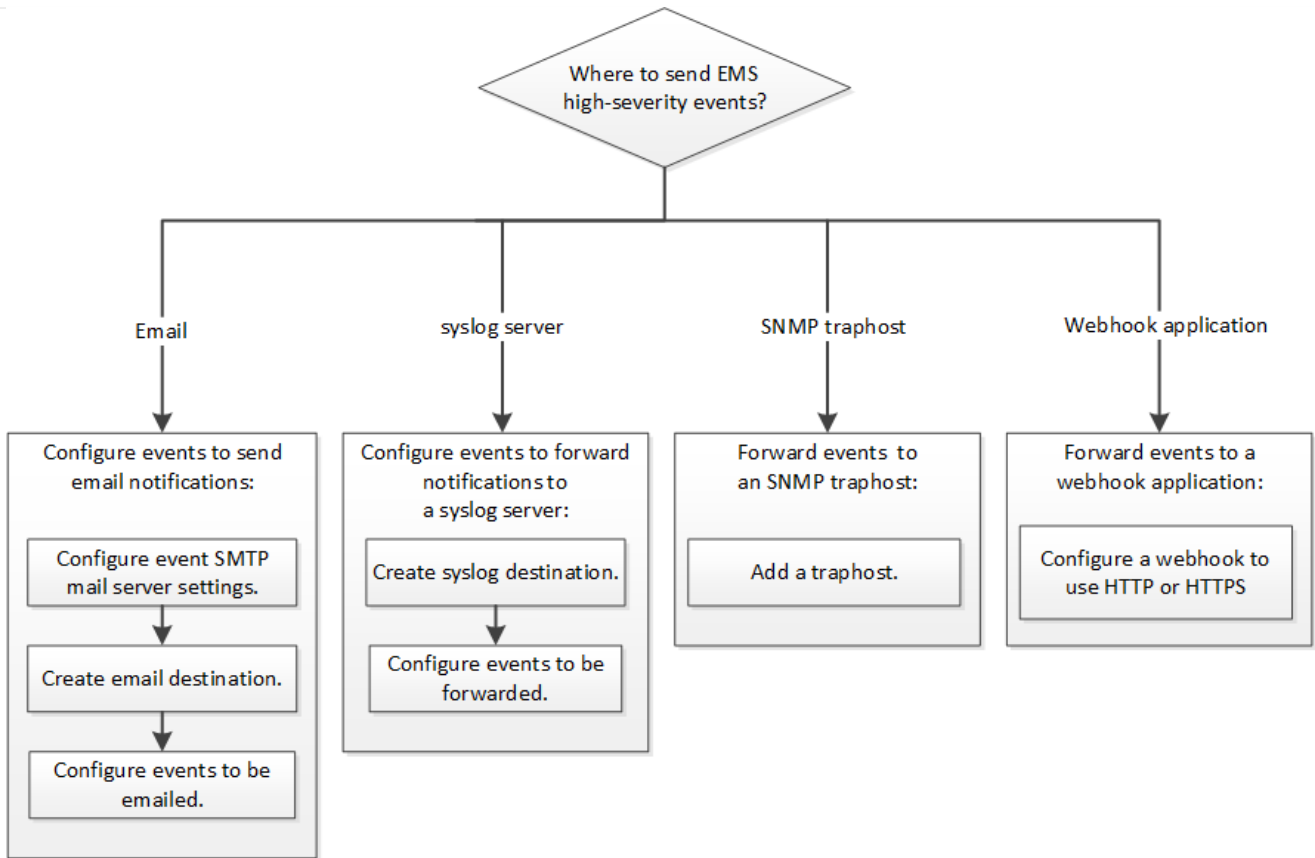 Where to send EMS
high-severity events?
Email
syslog server
SNMP traphost
Webhook application
Configure events to send
email notifications:
Configure event SMTP
mail server settings.
Create email destination.
Configure events to be
emailed.
Configure events to forward
notifications to
a syslog server:
Create syslog destination.
Configure events to be
forwarded.
Forward events to
an SNMP traphost:
Add a traphost.
Forward events to a
webhook application:
Configure a webhook to
use HTTP or HTTPS